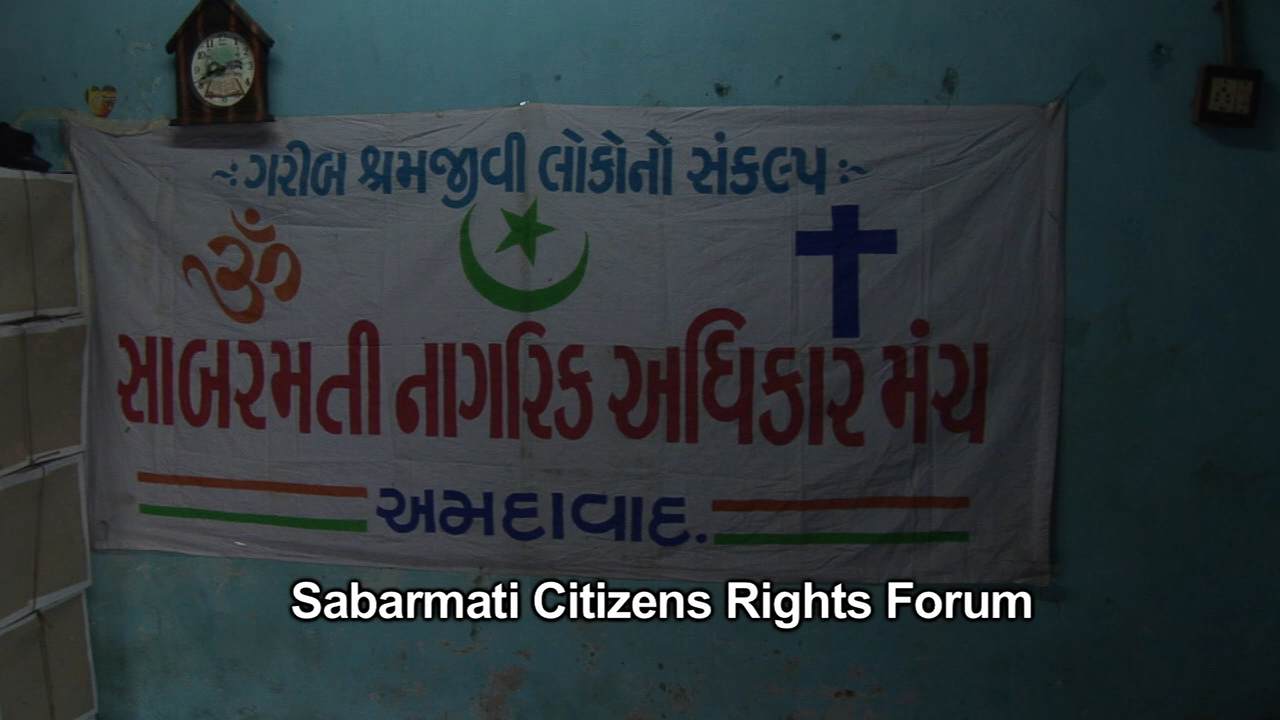 ગરીબ શ્રમજીવી લોકોનો સંકલ્પ
ૐ
સાબરમતી નાગરિક અધિકાર મંચ
અમદાવાદ.
Sabarmati Citizens Rights Forum